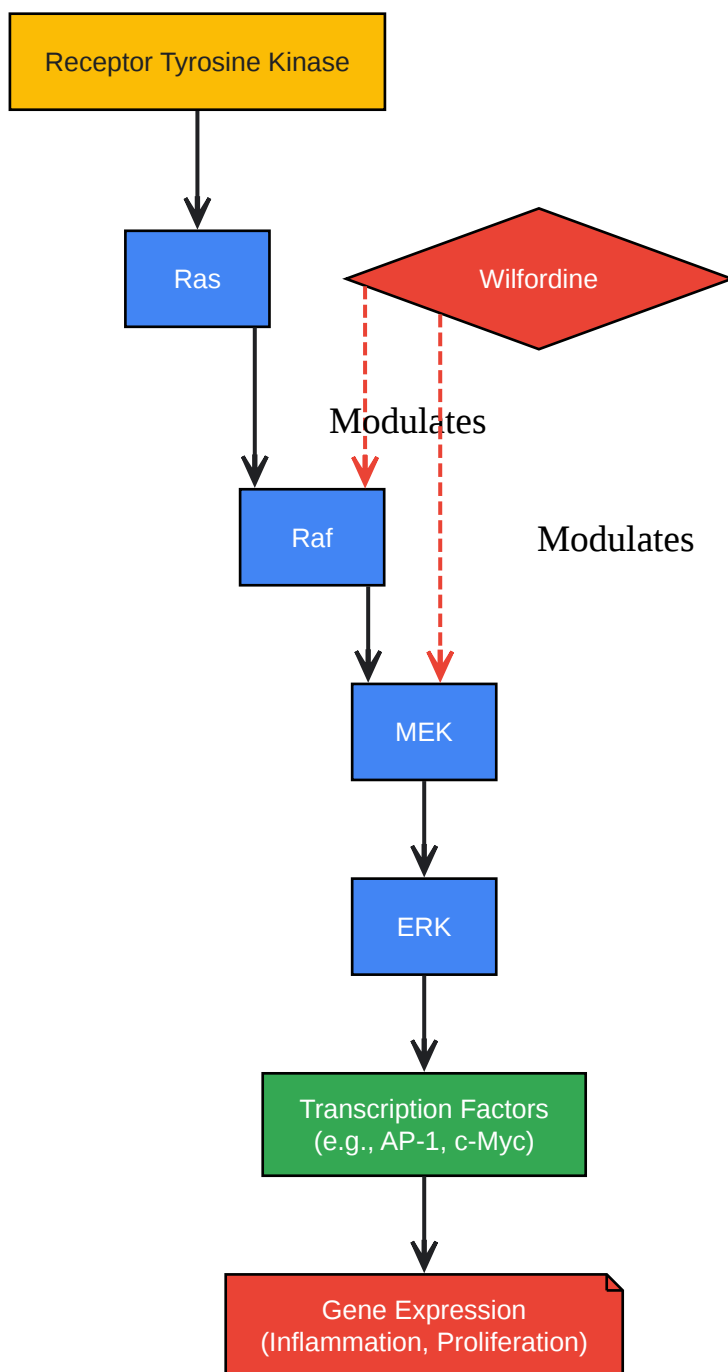 Receptor Tyrosine Kinase
Ras
Wilfordine
Modulates
Raf
Modulates
MEK
ERK
Transcription Factors
(e.g., AP-1, c-Myc)
Gene Expression
(Inflammation, Proliferation)